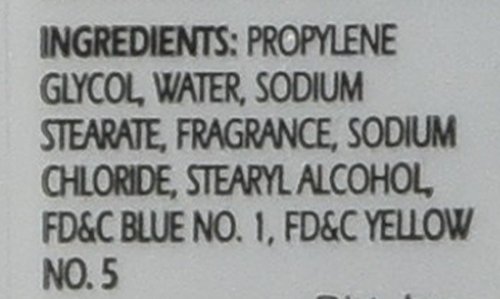 INGREDIENTS: PROPYLENE
GLYCOL, WATER, SODIUM
STEARATE, FRAGRANCE, SODIUM
CHLORIDE, STEARYL ALCOHOL,
FD&C BLUE NO. 1, FD&C YELLOW
NO. 5